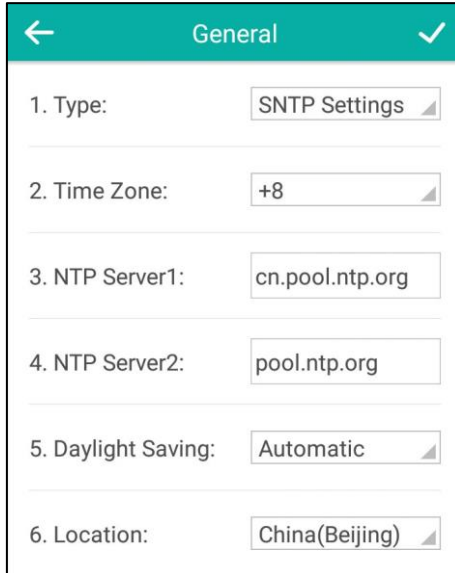 General
1. Type: SNTP Settings
2. Time Zone: +8
3. NTP Server1: cn.pool.ntp.org
4. NTP Server2: pool.ntp.org
5. Daylight Saving: Automatic
6. Location: China(Beijing)